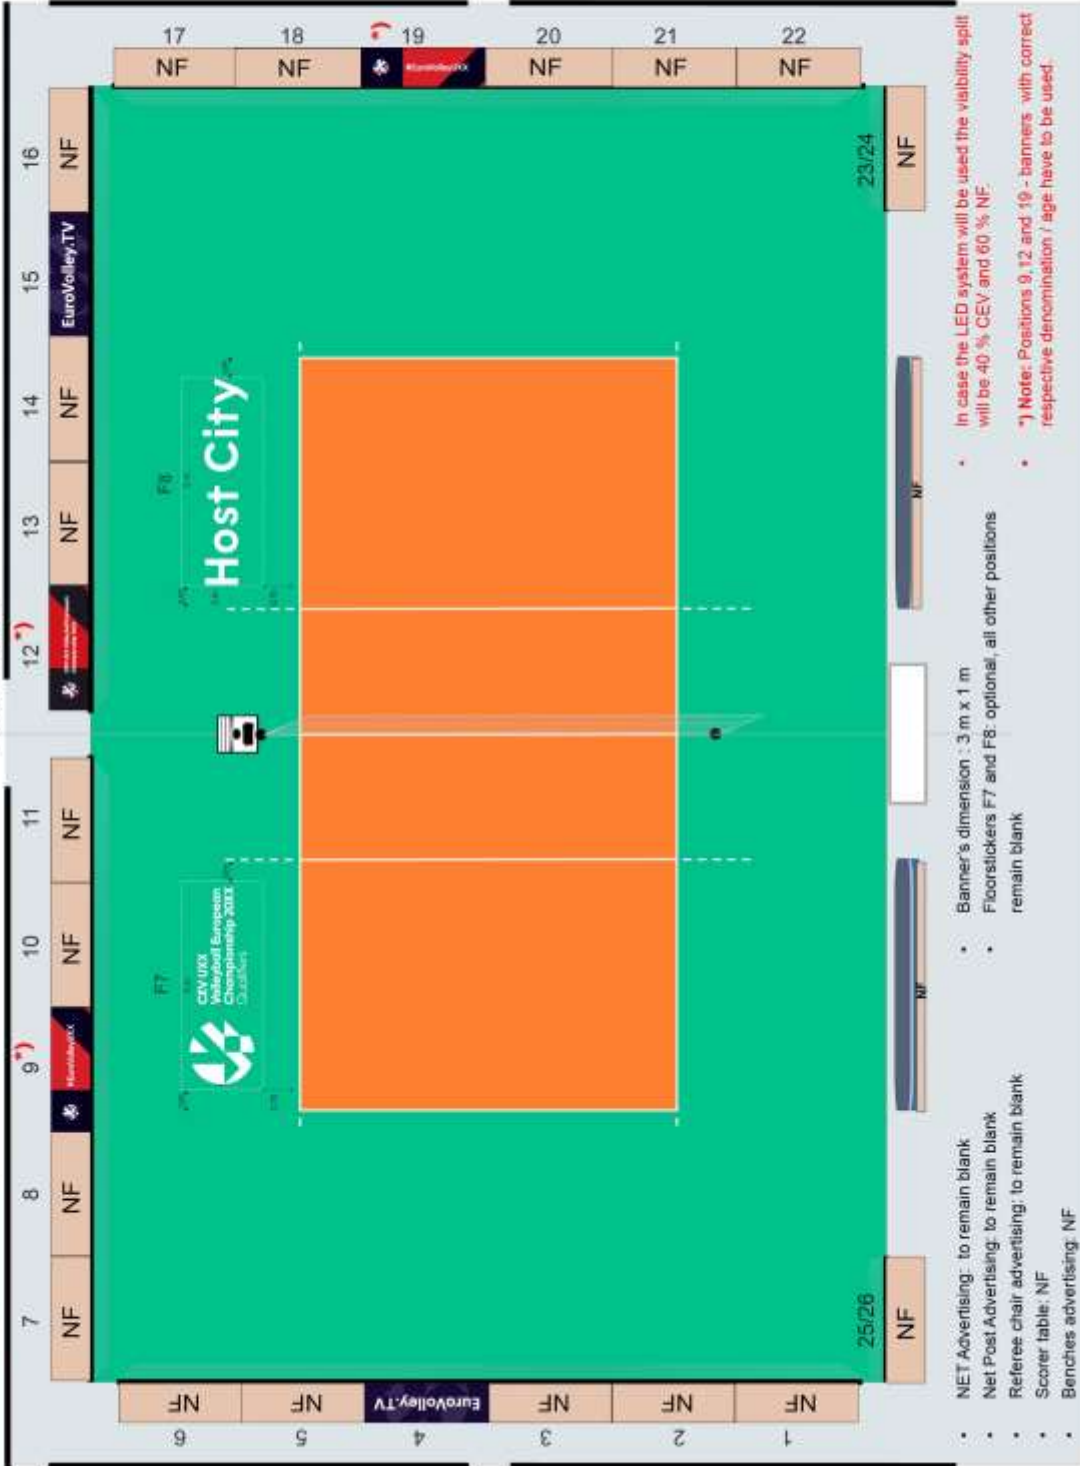 7
8
9*)
10
11
12*)
13
14
15
16
NF
NF
#EuroVolleyUXX
NF
NF
NF
NF
EuroVolley.TV
NF
17
18
*) 19
20
21
22
NF
NF
#EuroVolleyUXX
NF
NF
NF
6
5
4
3
2
1
NF
NF
EuroVolley.TV
NF
NF
NF
F7
CEV UXX
Volleyball European
Championship 20XX
Qualifiers
F8
Host City
25/26
NF
23/24
NF
NF
NF
• NET Advertising: to remain blank
• Net Post Advertising: to remain blank
• Referee chair advertising: to remain blank
• Scorer table: NF
• Benches advertising: NF
• Banner's dimension : 3 m x 1 m
• Floorstickers F7 and F8: optional, all other positions
remain blank
• In case the LED system will be used the visibility split
will be 40 % CEV and 60 % NF.
• *) Note: Positions 9,12 and 19 - banners with correct
respective denomination / age have to be used.